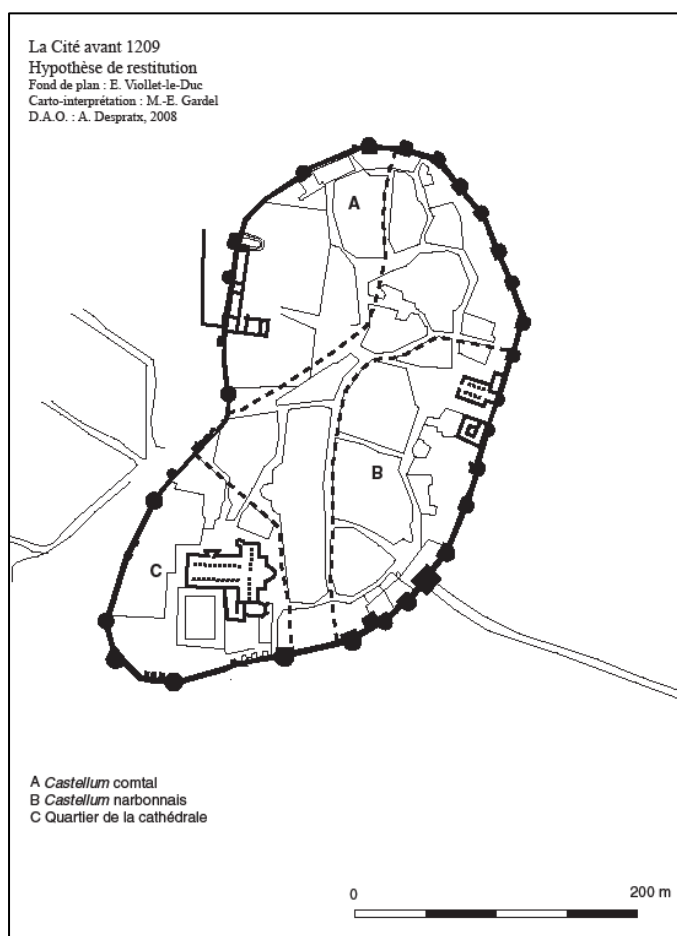 La Cité avant 1209
Hypothèse de restitution
Fond de plan : E. Viollet-le-Duc
Carto-interprétation : M.-E. Gardel
D.A.O. : A. Despratx, 2008
A
B
C
A Castellum comtal
B Castellum narbonnais
C Quartier de la cathédrale
0 200 m